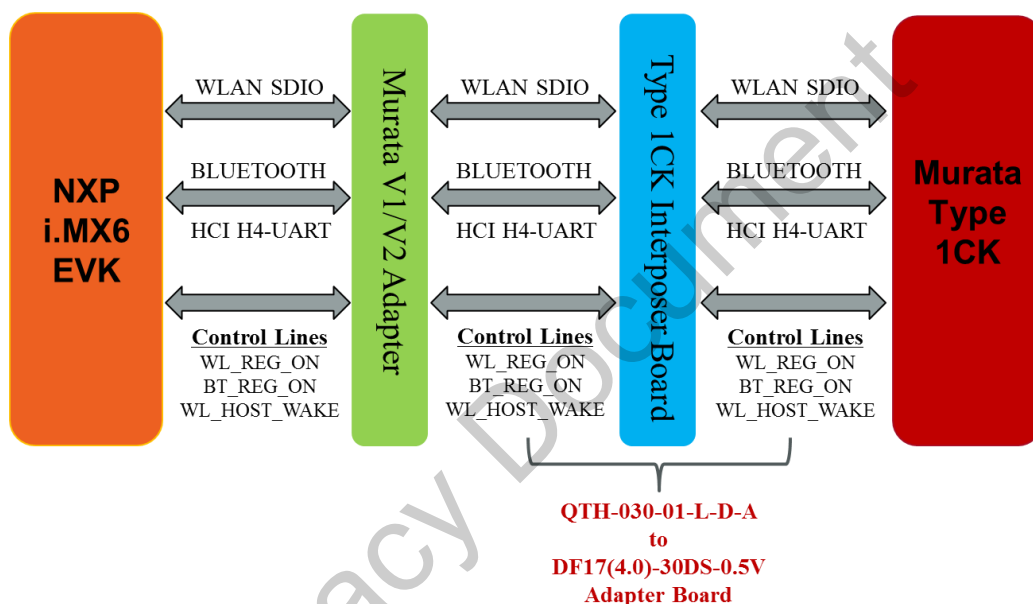 NXP
i.MX6
EVK
WLAN SDIO
BLUETOOTH
HCI H4-UART
Control Lines
WL_REG_ON
BT_REG_ON
WL_HOST_WAKE
Murata V1/V2 Adapter
WLAN SDIO
BLUETOOTH
HCI H4-UART
Control Lines
WL_REG_ON
BT_REG_ON
WL_HOST_WAKE
Type 1CK Interposer Board
WLAN SDIO
BLUETOOTH
HCI H4-UART
Control Lines
WL_REG_ON
BT_REG_ON
WL_HOST_WAKE
Murata
Type
1CK
QTH-030-01-L-D-A
to
DF17(4.0)-30DS-0.5V
Adapter Board
acy Document